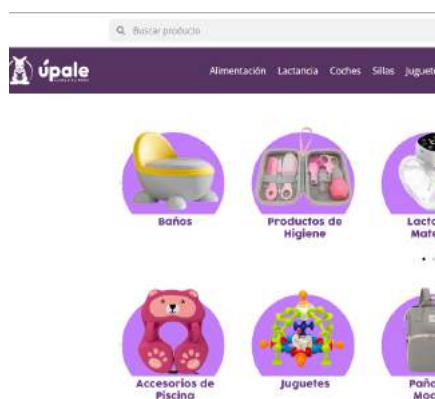 Buscar producto
úpale
Alimentación Lactancia Coches Sillas
Baños
Productos de
Higiene
Accesorios de
Piscina
Juguetes